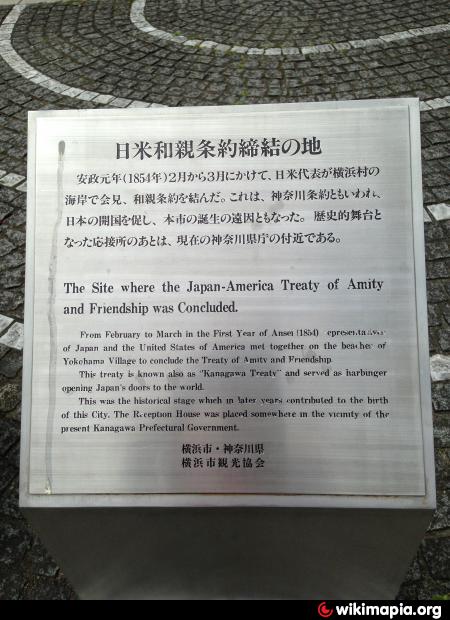 日米和親条約締結の地
安政元年(1854年)2月から3月にかけて、日米代表が横浜村の
海岸で会見、和親条約を結んだ。これは、神奈川条約ともいわれ、
日本の開国を促し、本市の誕生の遠因ともなった。歴史的舞台と
なった応接所のあとは、現在の神奈川県庁の付近である。
The Site where the Japan-America Treaty of Amity
and Friendship was Concluded.
From February to March in the First Year of Ansei (1854) representatives
of Japan and the United States of America met together on the beaches of
Yokohama Village to conclude the Treaty of Amity and Friendship.
This treaty is known also as "Kanagawa Treaty" and served as harbinger
opening Japan's doors to the world.
This was the historical stage which in later years contributed to the birth
of this City. The Reception House was placed somewhere in the vicinity of the
present Kanagawa Prefectural Government.
横浜市・神奈川県
横浜市観光協会
wikimapia.org